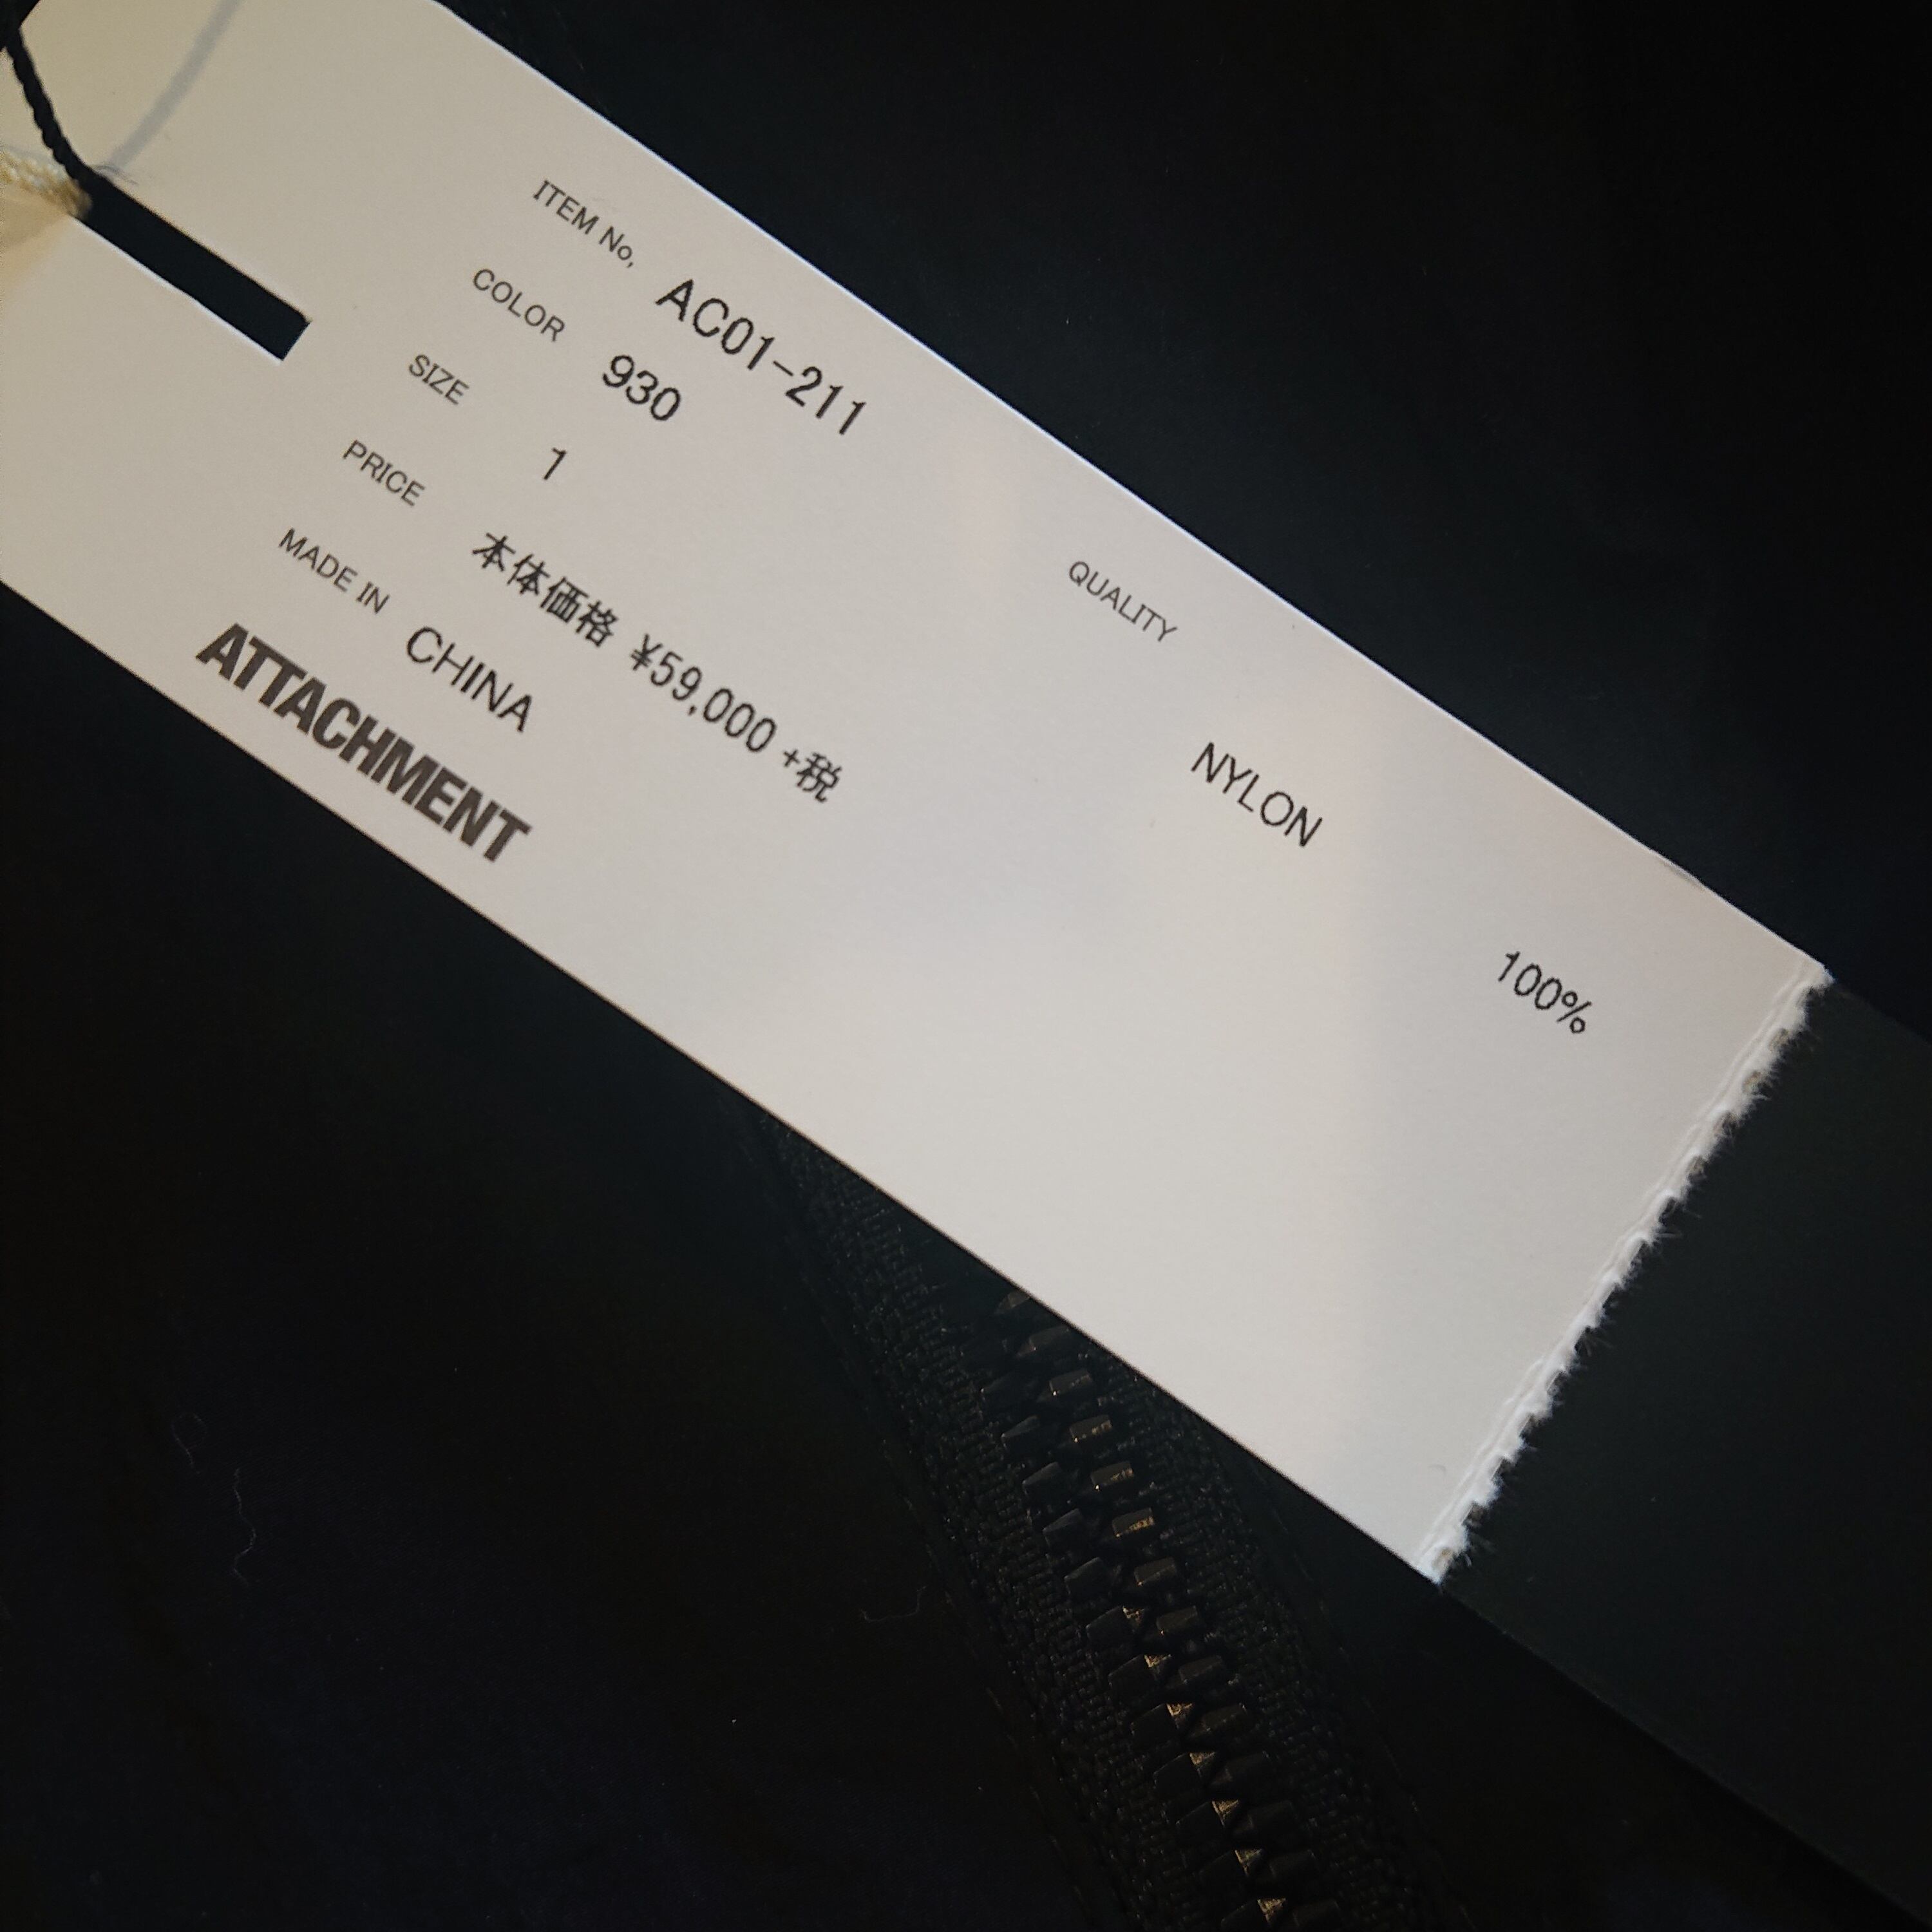 ITEM No, AC01-211
COLOR 930
SIZE 1
PRICE 本体価格 ¥59,000 +税
MADE IN CHINA
ATTACHMENT
QUALITY
NYLON 100%